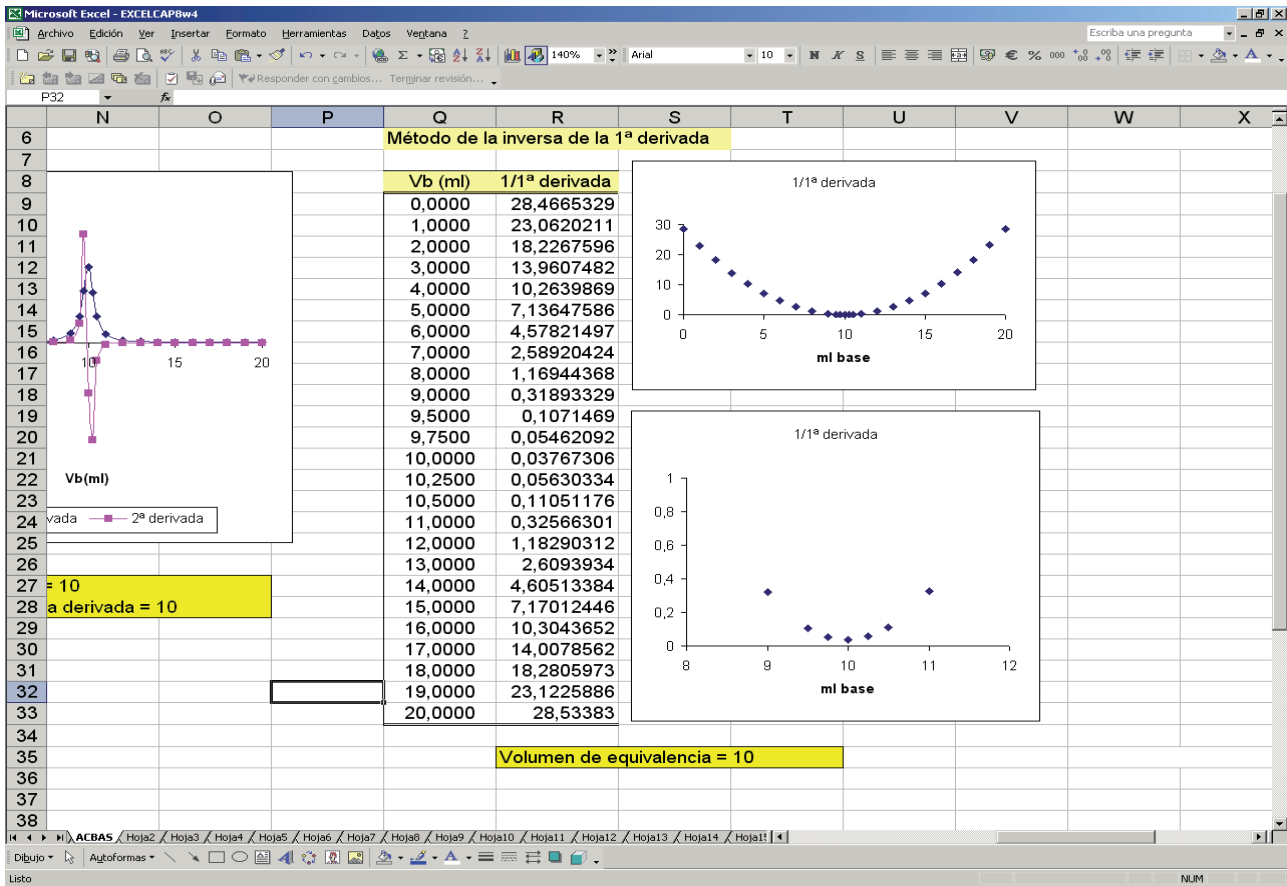 Microsoft Excel - EXCELCAP8w4
Archivo Edición Ver Insertar Formato Herramientas Datos Ventana ?
Escriba una pregunta
140% Arial 10 N K S € % 000
Responder con cambios... Terminar revisión...
P32 fx
N O P Q R S T U V W X
6 Método de la inversa de la 1ª derivada
7
8 Vb (ml) 1/1ª derivada
9 0,0000 28,4665329
10 1,0000 23,0620211
11 2,0000 18,2267596
12 3,0000 13,9607482
13 4,0000 10,2639869
14 5,0000 7,13647586
15 6,0000 4,57821497
16 7,0000 2,58920424
17 8,0000 1,16944368
18 9,0000 0,31893329
19 9,5000 0,1071469
20 9,7500 0,05462092
21 10,0000 0,03767306
22 10,2500 0,05630334
23 10,5000 0,11051176
24 11,0000 0,32566301
25 12,0000 1,18290312
26 13,0000 2,6093934
27 14,0000 4,60513384
28 15,0000 7,17012446
29 16,0000 10,3043652
30 17,0000 14,0078562
31 18,0000 18,2805973
32 19,0000 23,1225886
33 20,0000 28,53383
34
35 Volumen de equivalencia = 10
36
37
38
10 15 20
Vb(ml)
vada 2ª derivada
= 10
a derivada = 10
1/1ª derivada
30
20
10
0
0 5 10 15 20
ml base
1/1ª derivada
1
0,8
0,6
0,4
0,2
0
8 9 10 11 12
ml base
ACBAS Hoja2 Hoja3 Hoja4 Hoja5 Hoja6 Hoja7 Hoja8 Hoja9 Hoja10 Hoja11 Hoja12 Hoja13 Hoja14
Dibujo Autoformas
Listo NUM